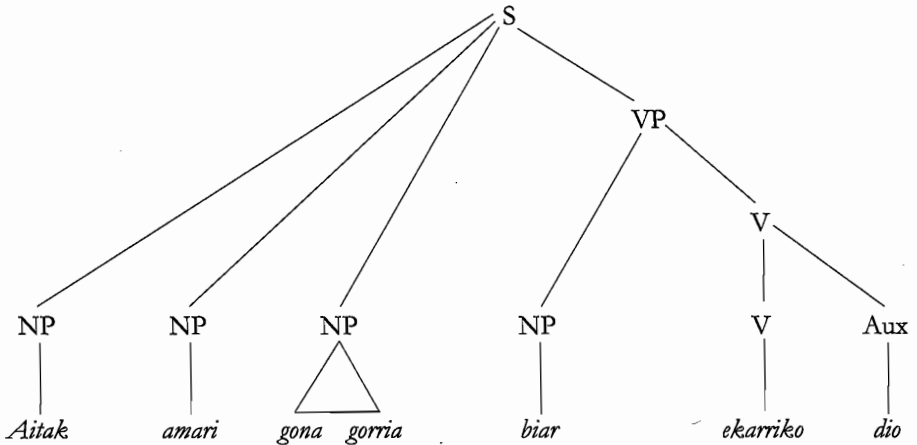 S
VP
V
NP NP NP NP V Aux
Aitak amari gona gorria biar ekarriko dio